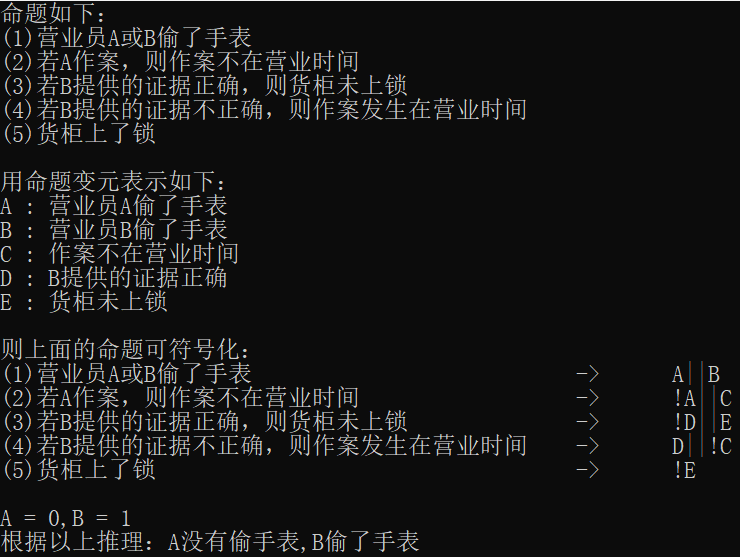 命题如下：
(1)营业员A或B偷了手表
(2)若A作案，则作案不在营业时间
(3)若B提供的证据正确，则货柜未上锁
(4)若B提供的证据不正确，则作案发生在营业时间
(5)货柜上了锁
用命题变元表示如下：
A : 营业员A偷了手表
B : 营业员B偷了手表
C : 作案不在营业时间
D : B提供的证据正确
E : 货柜未上锁
则上面的命题可符号化：
(1)营业员A或B偷了手表 -> A||B
(2)若A作案，则作案不在营业时间 -> !A||C
(3)若B提供的证据正确，则货柜未上锁 -> !D||E
(4)若B提供的证据不正确，则作案发生在营业时间 -> D||!C
(5)货柜上了锁 -> !E
A = 0,B = 1
根据以上推理：A没有偷手表,B偷了手表